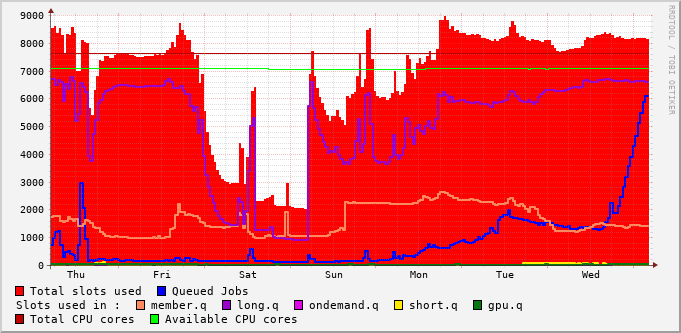 RRDTOOL / TOBI OETIKER
9000
8000
7000
6000
5000
4000
3000
2000
1000
0
Thu Fri Sat Sun Mon Tue Wed
Total slots used Queued Jobs
Slots used in : member.q long.q ondemand.q short.q gpu.q
Total CPU cores Available CPU cores